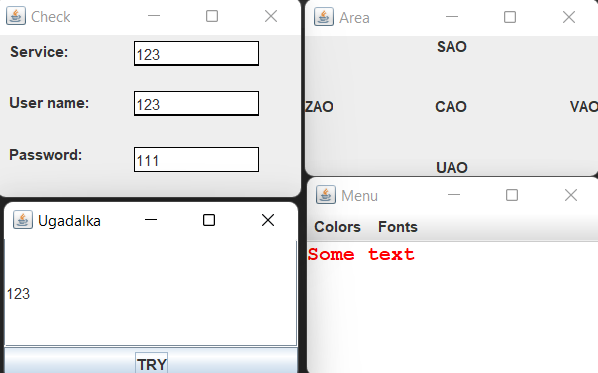 Check
Service: 123
User name: 123
Password: 111
Area
SAO
ZAO CAO VAO
UAO
Ugadalka
123
TRY
Menu
Colors Fonts
Some text